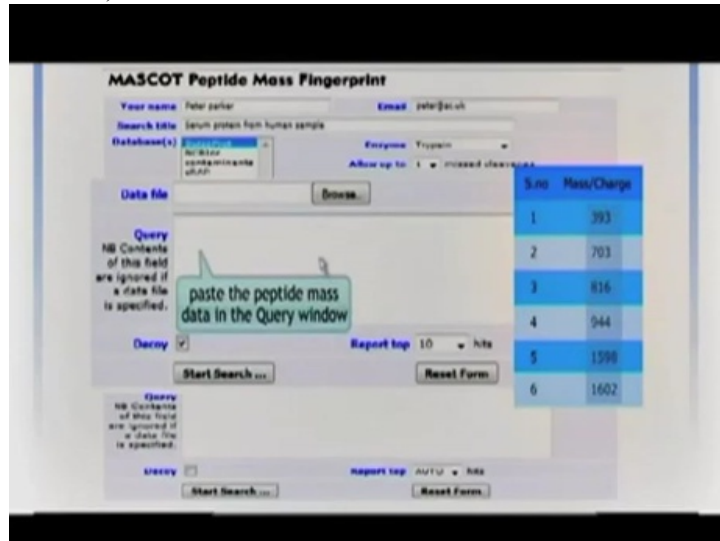 MASCOT Peptide Mass Fingerprint
Your name Peter parker Email peter@ac.uk
Search title Serum protein from human sample
Database(s) SwissProt NCBInr contaminants cRAP
Enzyme Trypsin
Allow up to 1 missed cleavages
Data file Browse...
Query
NB Contents
of this field
are ignored if
a data file
is specified.
paste the peptide mass
data in the Query window
Decoy Report top 10 hits
Start Search ... Reset Form
Query
NB Contents
of this field
are ignored if
a data file
is specified.
Decoy Report top AUTO hits
Start Search ... Reset Form
S.no Mass/Charge
1 393
2 703
3 816
4 944
5 1598
6 1602